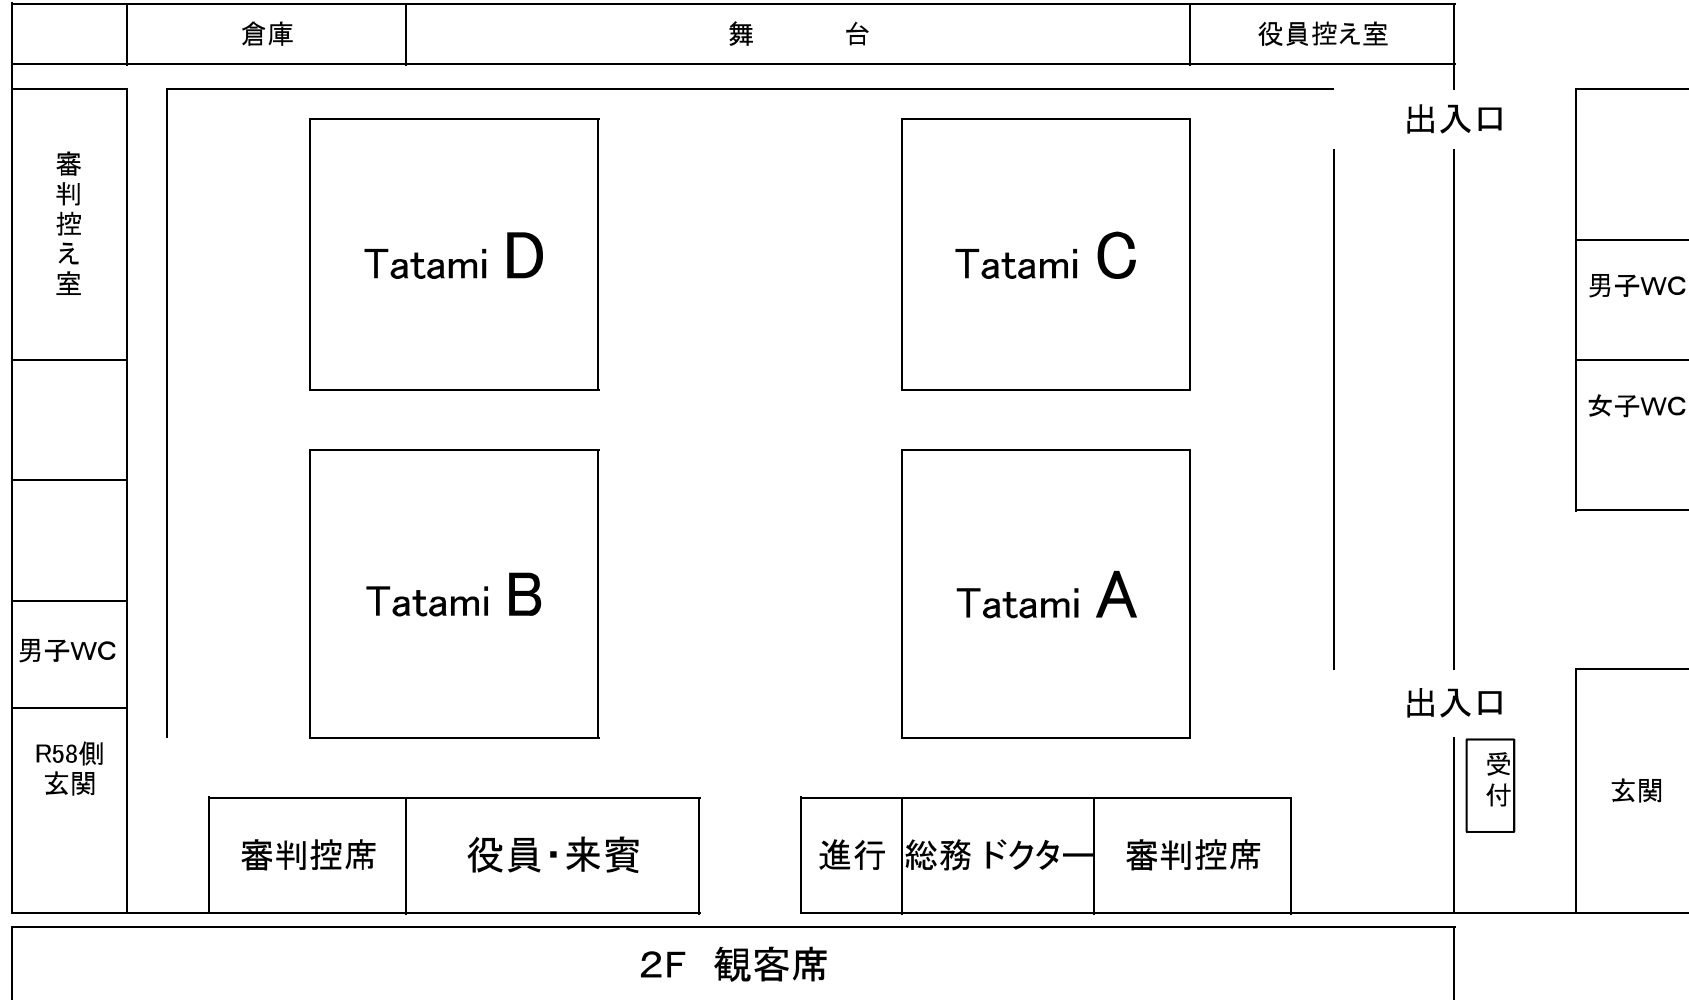 倉庫
舞　台
役員控え室
出入口
審判控え室
Tatami D
Tatami C
男子WC
女子WC
Tatami B
Tatami A
男子WC
出入口
R58側
玄関
受付
玄関
審判控席
役員・来賓
進行
総務 ドクター
審判控席
2F　観客席